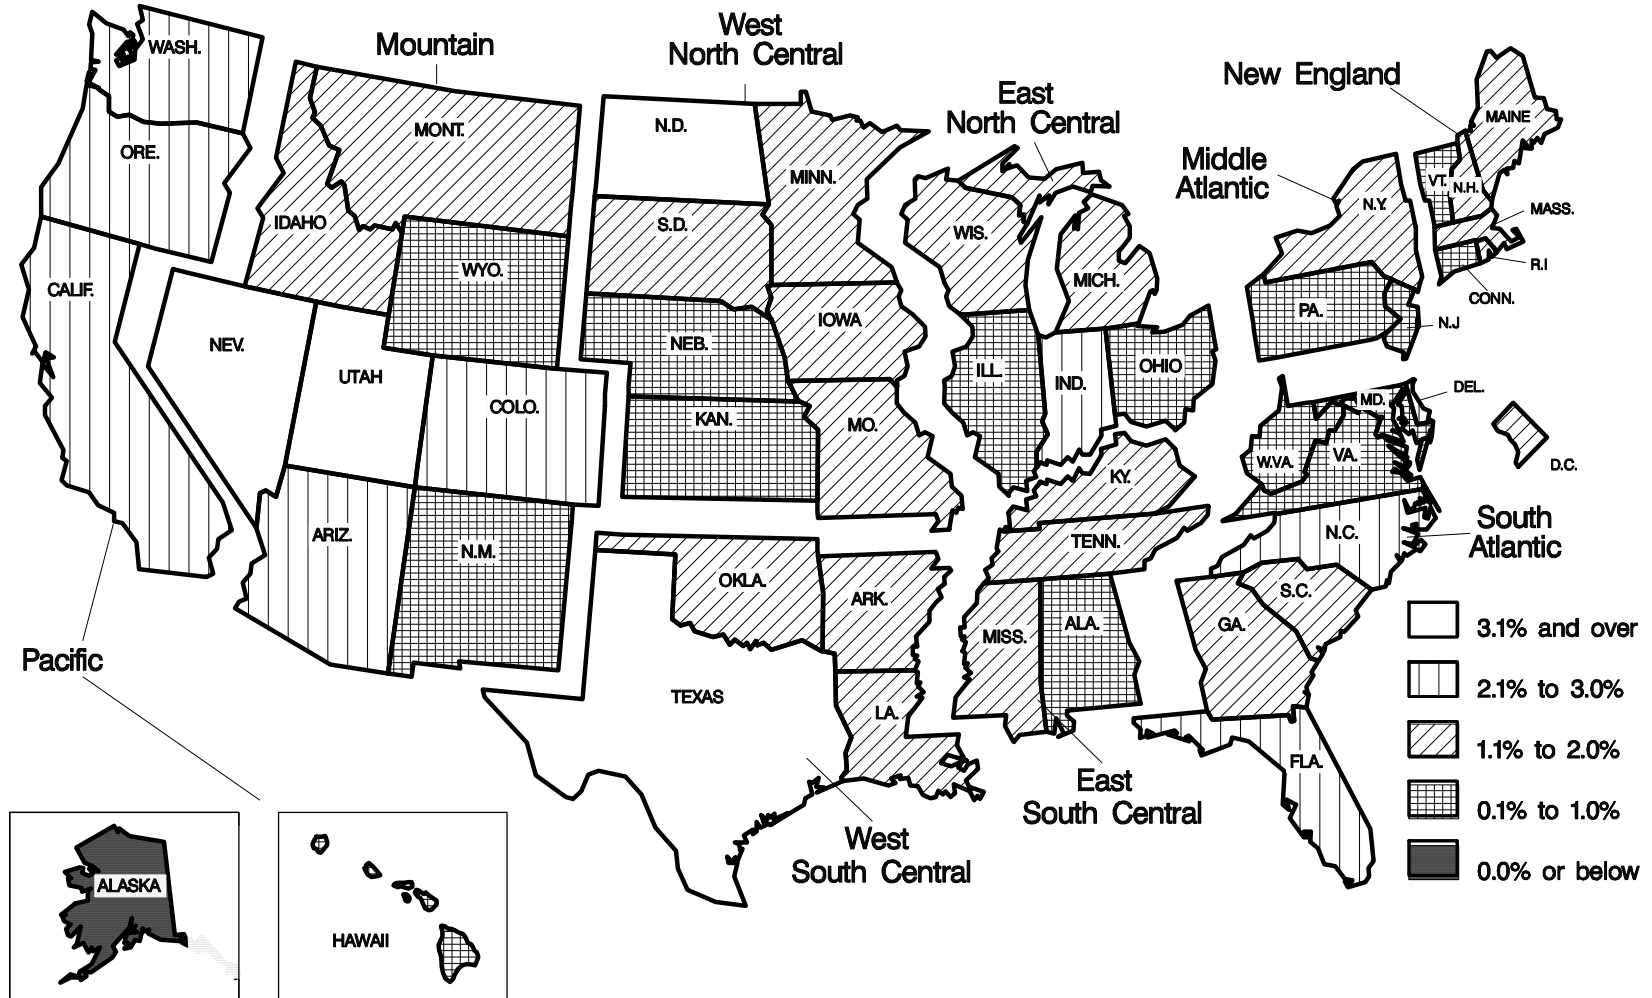 West
North Central
Mountain
WASH.
New England
East
North Central
MAINE
N.D.
MONT.
ORE.
Middle
Atlantic
MINN.
VT.
N.H.
N.Y.
MASS.
IDAHO
S.D.
WIS.
WYO.
R.I
MICH.
CALIF.
CONN.
PA.
IOWA
N.J
NEV.
NEB.
OHIO
ILL.
UTAH
IND.
DEL.
MD.
COLO.
KAN.
MO.
VA.
W.VA.
D.C.
KY.
South
Atlantic
N.C.
ARIZ.
TENN.
N.M.
OKLA.
S.C.
ARK.
GA.
ALA.
MISS.
3.1% and over
Pacific
2.1% to 3.0%
TEXAS
LA.
1.1% to 2.0%
FLA.
East
South Central
0.1% to 1.0%
West
South Central
0.0% or below
ALASKA
HAWAII